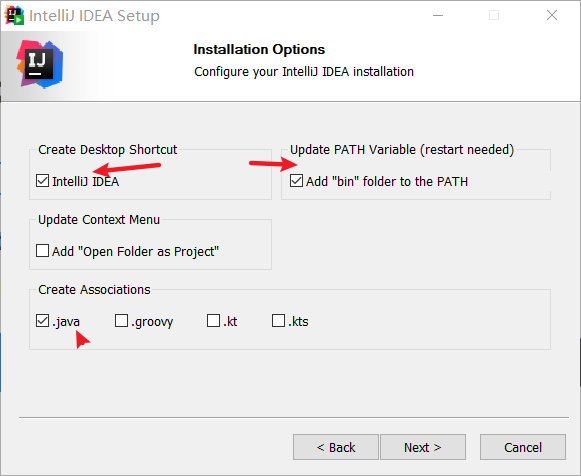 IntelliJ IDEA Setup
IJ
Installation Options
Configure your IntelliJ IDEA installation
Create Desktop Shortcut
IntelliJ IDEA
Update PATH Variable (restart needed)
Add "bin" folder to the PATH
Update Context Menu
Add "Open Folder as Project"
Create Associations
.java .groovy .kt .kts
< Back Next > Cancel